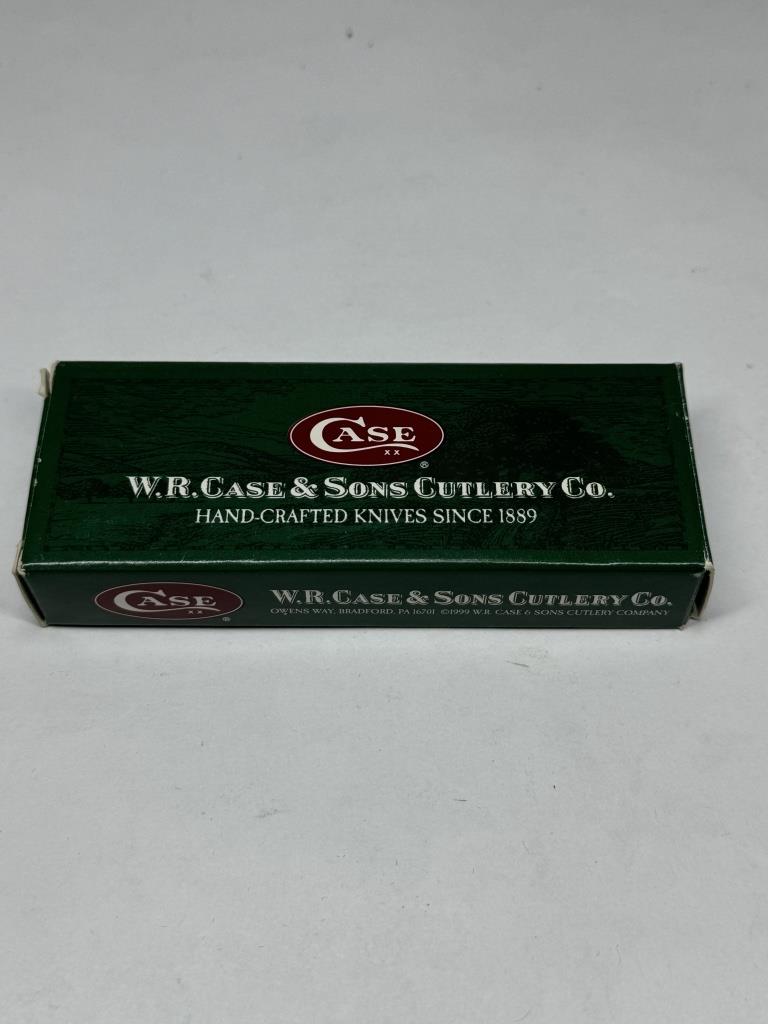 CASE
XX
®
W.R. CASE & SONS CUTLERY CO.
HAND-CRAFTED KNIVES SINCE 1889
CASE
XX
®
W.R. CASE & SONS CUTLERY CO.
OWENS WAY, BRADFORD, PA 16701 ©1999 W.R. CASE & SONS CUTLERY COMPANY